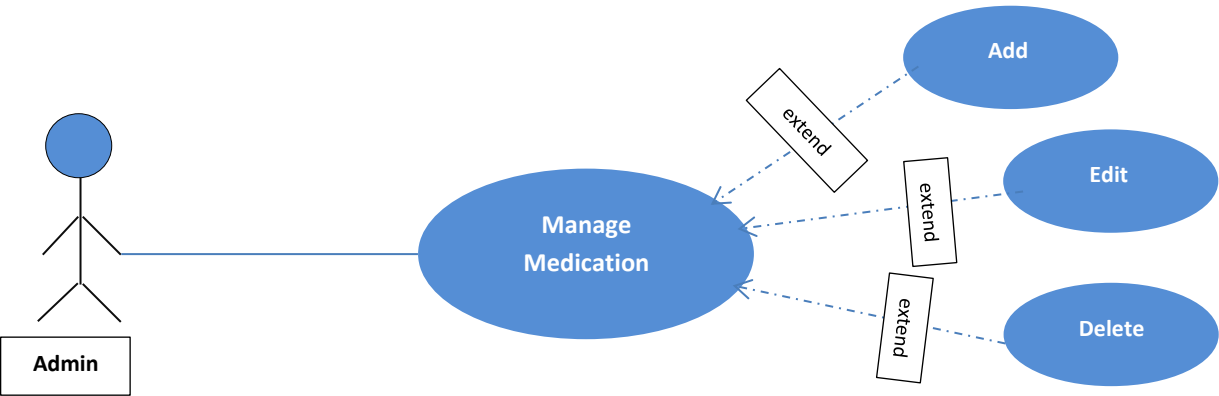 Add
extend
Edit
extend
Manage
Medication
extend
Delete
Admin